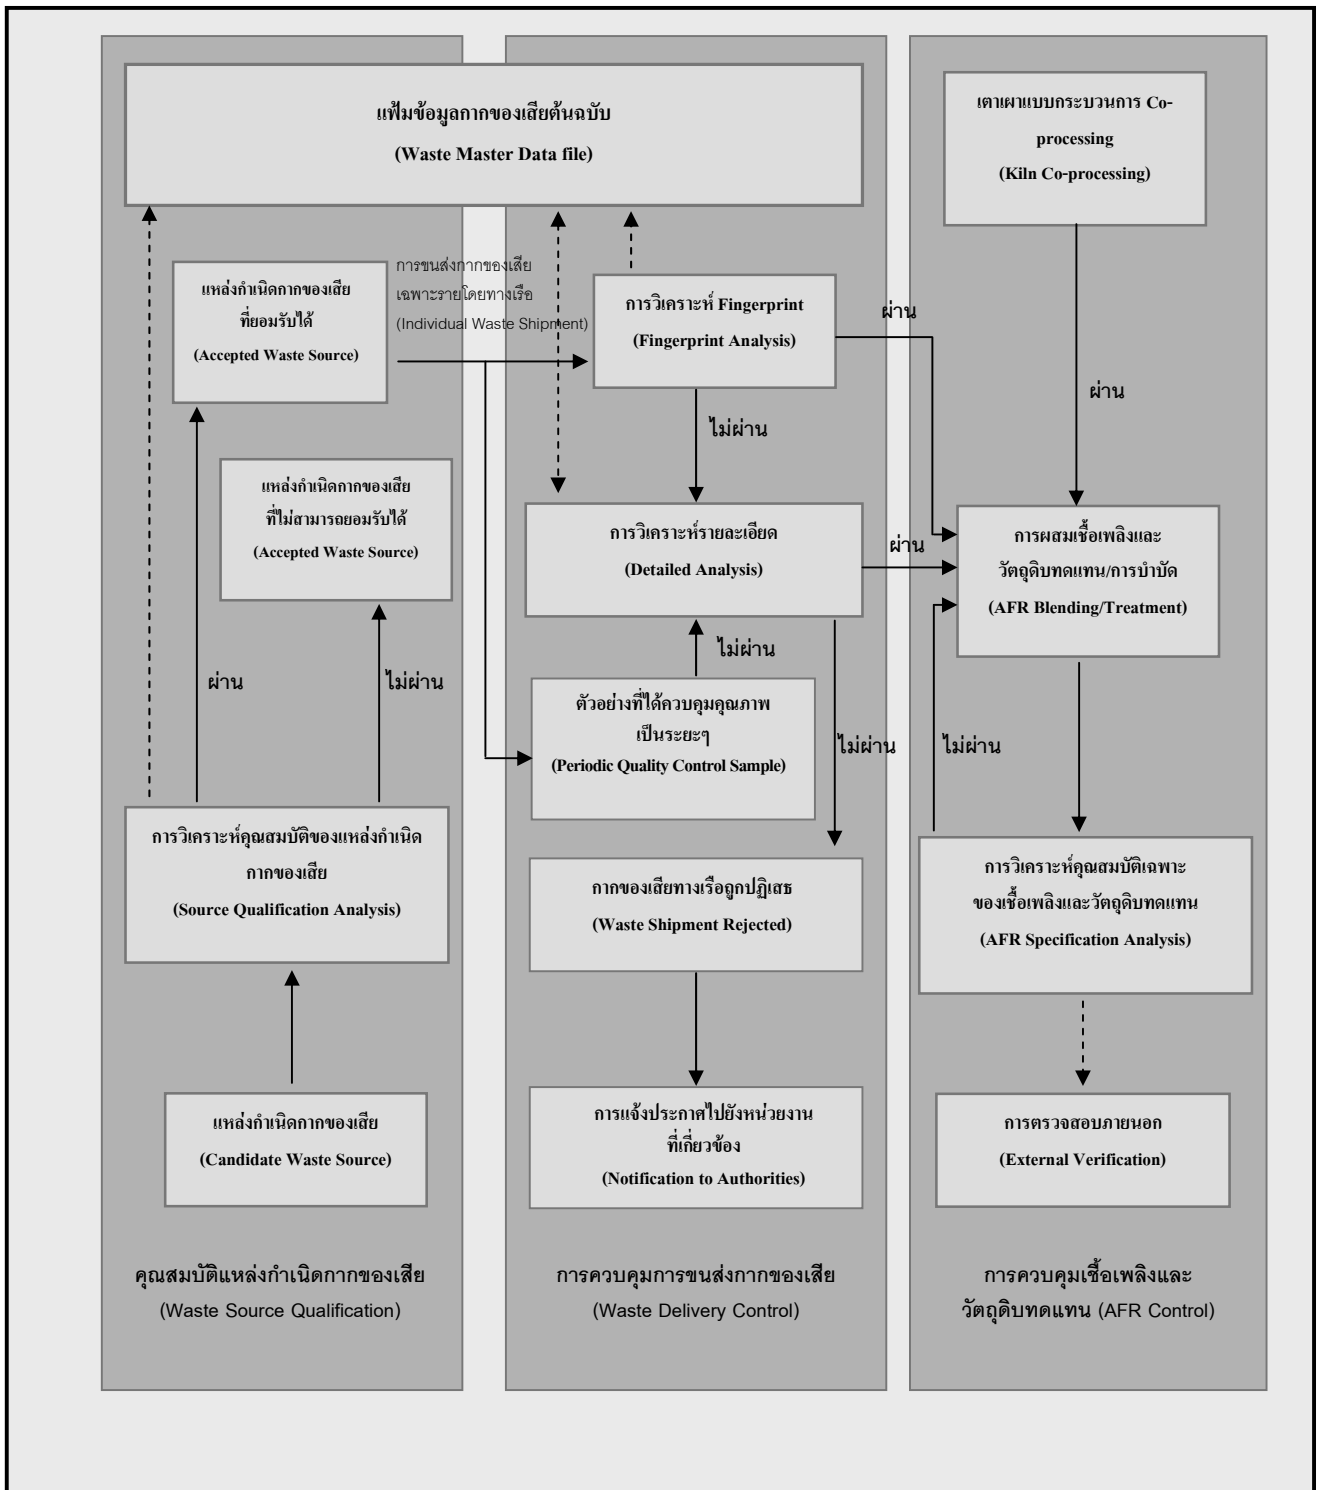 แฟ้มข้อมูลกากของเสียต้นฉบับ
(Waste Master Data file)
เตาเผาแบบกระบวนการ Co-
processing
(Kiln Co-processing)
แหล่งกำเนิดกากของเสีย
ที่ยอมรับได้
(Accepted Waste Source)
การขนส่งกากของเสีย
เฉพาะรายโดยทางเรือ
(Individual Waste Shipment)
การวิเคราะห์ Fingerprint
(Fingerprint Analysis)
ผ่าน
ผ่าน
ไม่ผ่าน
แหล่งกำเนิดกากของเสีย
ที่ไม่สามารถยอมรับได้
(Accepted Waste Source)
การวิเคราะห์รายละเอียด
(Detailed Analysis)
ผ่าน
การผสมเชื้อเพลิงและ
วัตถุดิบทดแทน/การบำบัด
(AFR Blending/Treatment)
ไม่ผ่าน
ผ่าน
ไม่ผ่าน
ตัวอย่างที่ได้ควบคุมคุณภาพ
เป็นระยะๆ
(Periodic Quality Control Sample)
ไม่ผ่าน
ไม่ผ่าน
การวิเคราะห์คุณสมบัติของแหล่งกำเนิด
กากของเสีย
(Source Qualification Analysis)
กากของเสียทางเรือถูกปฏิเสธ
(Waste Shipment Rejected)
การวิเคราะห์คุณสมบัติเฉพาะ
ของเชื้อเพลิงและวัตถุดิบทดแทน
(AFR Specification Analysis)
แหล่งกำเนิดกากของเสีย
(Candidate Waste Source)
การแจ้งประกาศไปยังหน่วยงาน
ที่เกี่ยวข้อง
(Notification to Authorities)
การตรวจสอบภายนอก
(External Verification)
คุณสมบัติแหล่งกำเนิดกากของเสีย
(Waste Source Qualification)
การควบคุมการขนส่งกากของเสีย
(Waste Delivery Control)
การควบคุมเชื้อเพลิงและ
วัตถุดิบทดแทน (AFR Control)